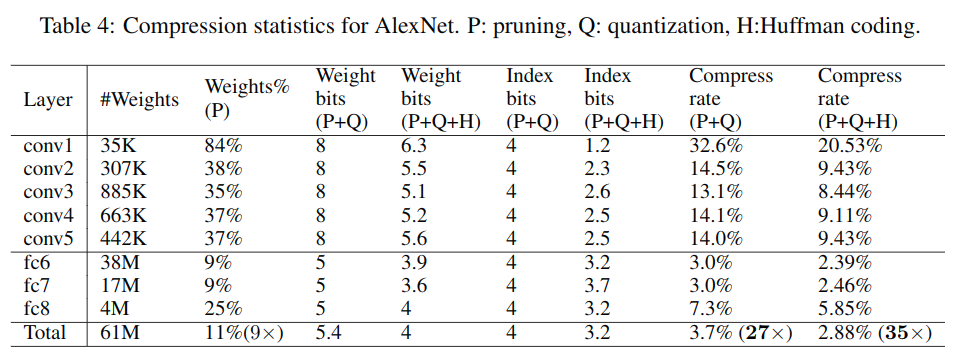 Table 4: Compression statistics for AlexNet. P: pruning, Q: quantization, H:Huffman coding.
Layer #Weights Weights% (P) Weight bits (P+Q) Weight bits (P+Q+H) Index bits (P+Q) Index bits (P+Q+H) Compress rate (P+Q) Compress rate (P+Q+H)
conv1 35K 84% 8 6.3 4 1.2 32.6% 20.53%
conv2 307K 38% 8 5.5 4 2.3 14.5% 9.43%
conv3 885K 35% 8 5.1 4 2.6 13.1% 8.44%
conv4 663K 37% 8 5.2 4 2.5 14.1% 9.11%
conv5 442K 37% 8 5.6 4 2.5 14.0% 9.43%
fc6 38M 9% 5 3.9 4 3.2 3.0% 2.39%
fc7 17M 9% 5 3.6 4 3.7 3.0% 2.46%
fc8 4M 25% 5 4 4 3.2 7.3% 5.85%
Total 61M 11%(9×) 5.4 4 4 3.2 3.7% (27×) 2.88% (35×)